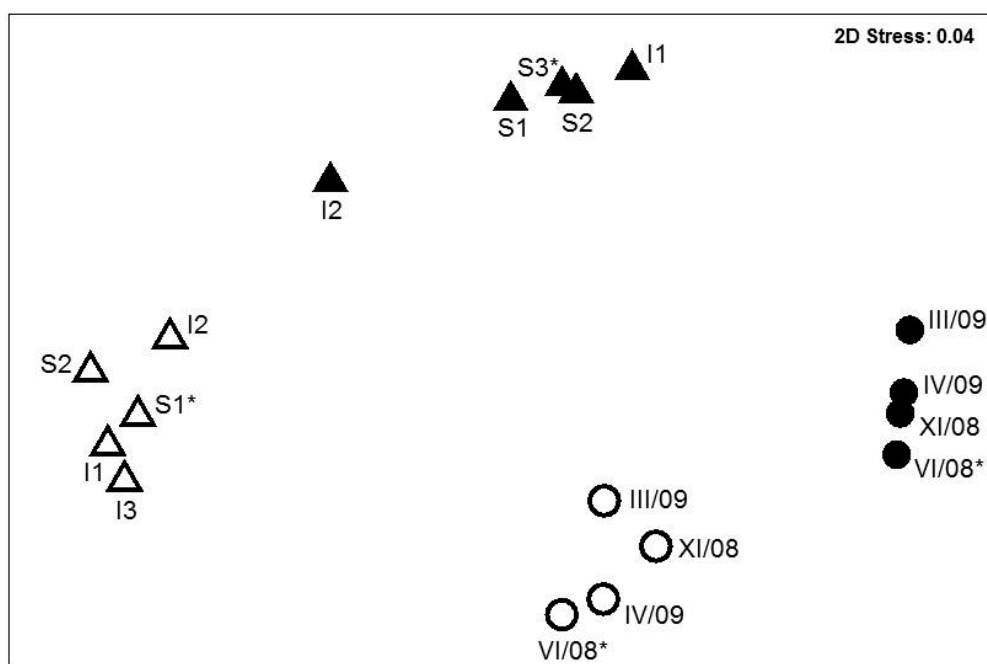 2D Stress: 0.04
I1
S3*
S1
S2
I2
III/09
I2
S2
IV/09
S1*
XI/08
VI/08*
I1
I3
III/09
XI/08
IV/09
VI/08*